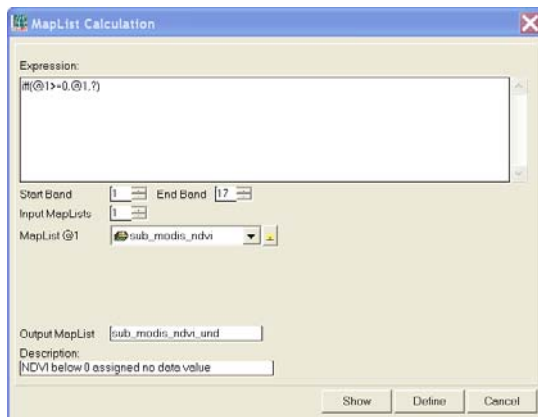 MapList Calculation
Expression:
iff(@1>=0,@1,?)
Start Band 1 End Band 17
Input MapLists 1
MapList @1 sub_modis_ndvi
Output MapList sub_modis_ndvi_und
Description:
NDVI below 0 assigned no data value
Show Define Cancel